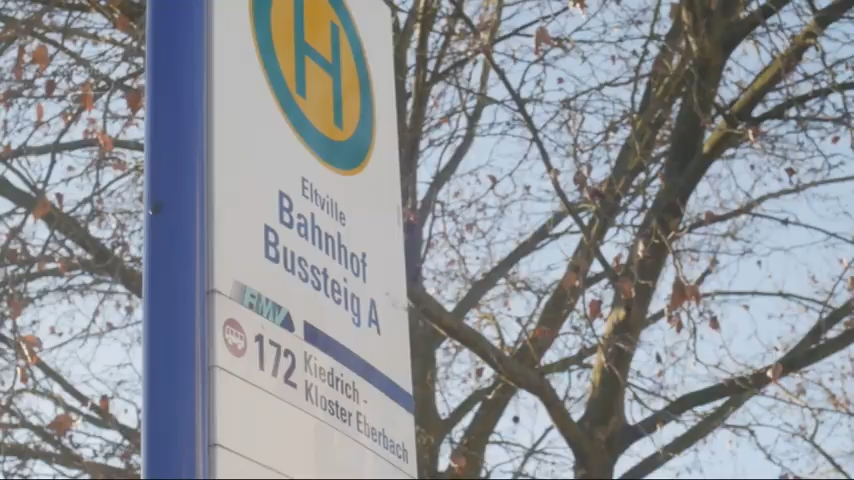 H
Eltville
Bahnhof
Bussteig A
RMV
172 Kiedrich -
Kloster Eberbach